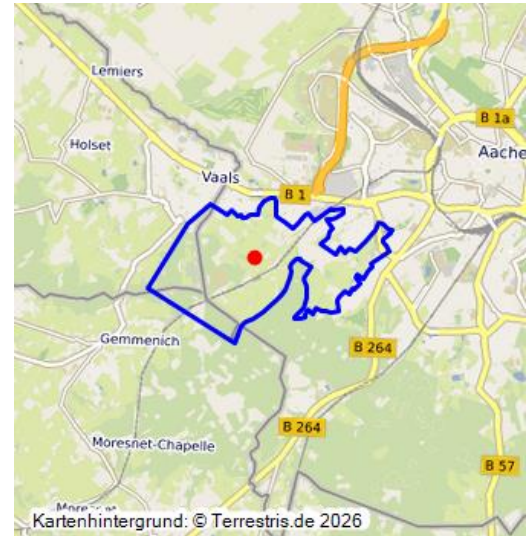 Lemiers
B 1a
Holset
Aache
Vaals
B 1
Gemmenich
B 264
B 264
Moresnet-Chapelle
B 57
Kartenhintergrund: © Terrestris.de 2026